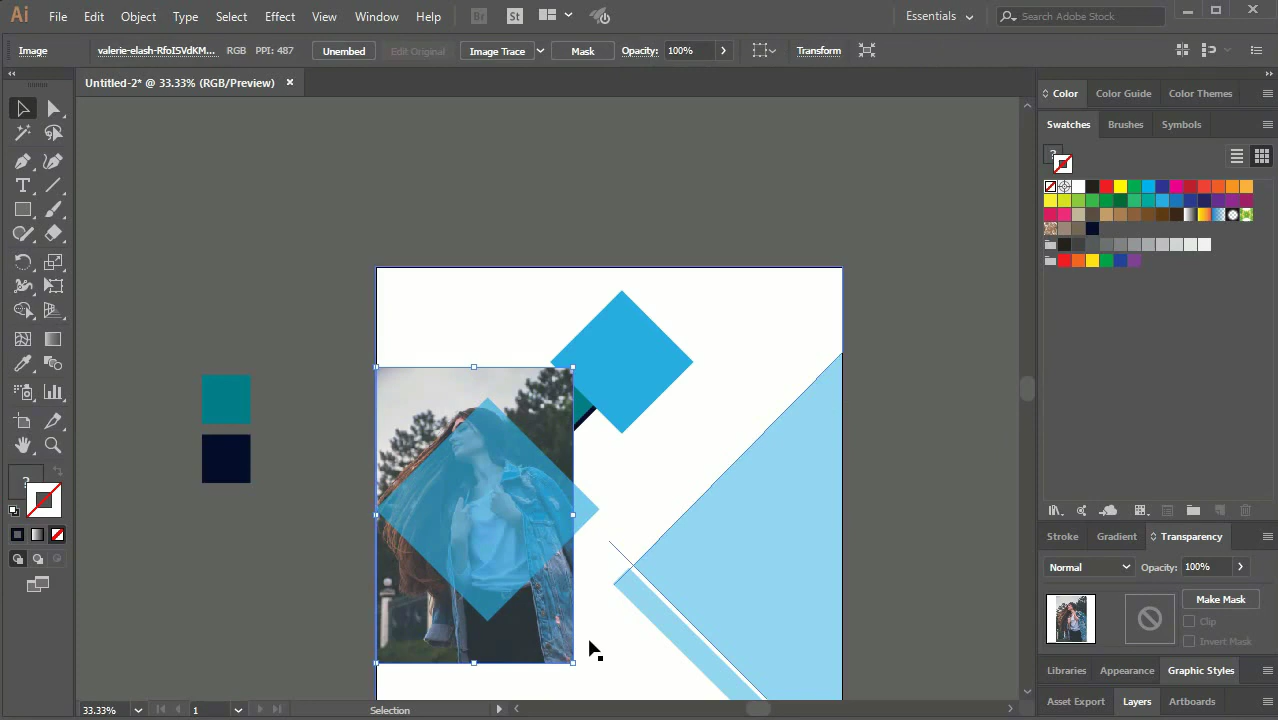 Ai File Edit Object Type Select Effect View Window Help Br St Essentials Search Adobe Stock
Image valerie-elash-RfoISVdKM... RGB PPI: 487 Unembed Edit Original Image Trace Mask Opacity: 100% Transform
Untitled-2* @ 33.33% (RGB/Preview)
Color Color Guide Color Themes
Swatches Brushes Symbols
?
T
?
Stroke Gradient Transparency
Normal Opacity: 100%
Make Mask
Clip
Invert Mask
Libraries Appearance Graphic Styles
Asset Export Layers Artboards
33.33% 1 Selection